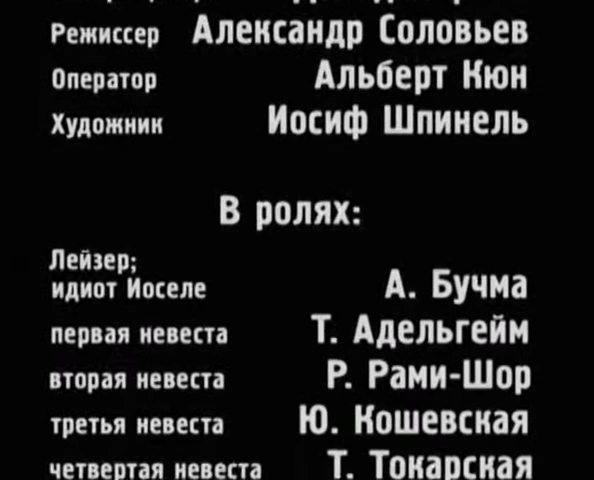 Режиссер Александр Соловьев
Оператор Альберт Кюн
Художник Иосиф Шпинель
В ролях:
Лейзер;
идиот Иоселе А. Бучма
первая невеста Т. Адельгейм
вторая невеста Р. Рами-Шор
третья невеста Ю. Кошевская
четвертая невеста Т. Токарская